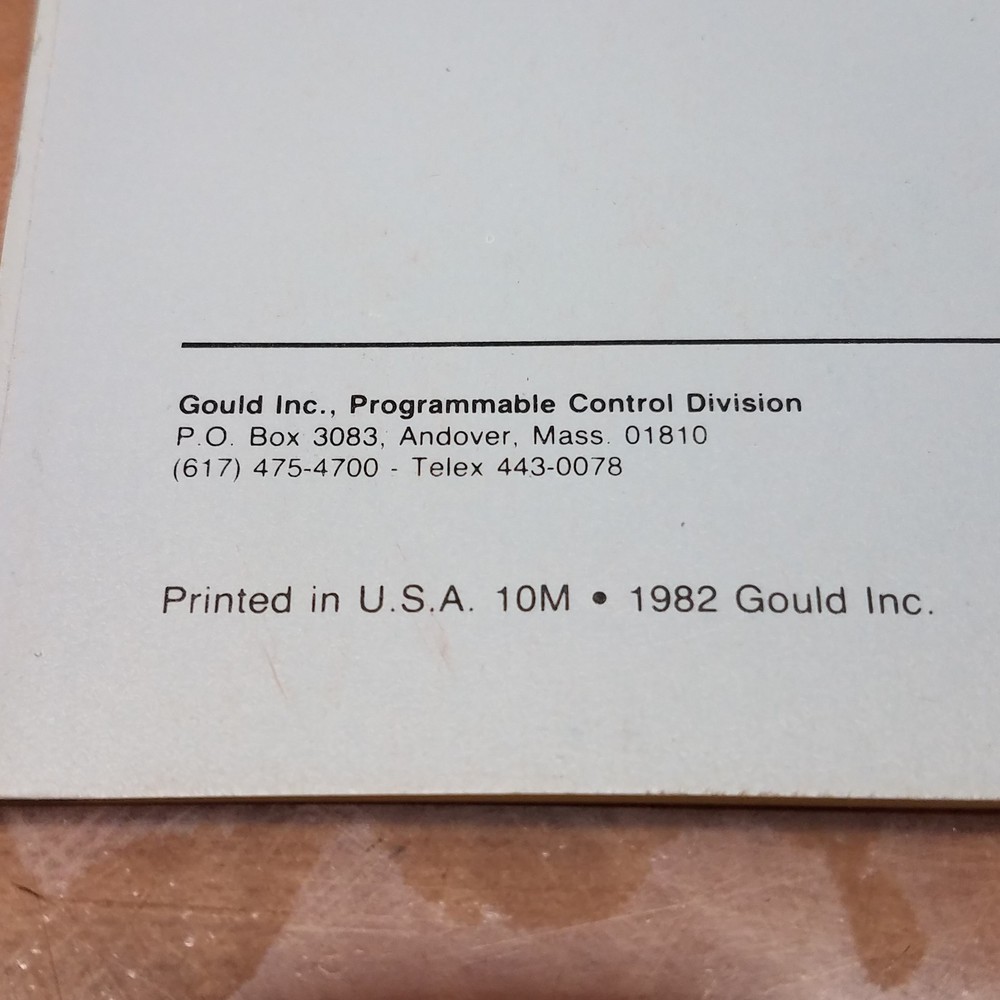 Gould Inc., Programmable Control Division
P.O. Box 3083, Andover, Mass. 01810
(617) 475-4700 - Telex 443-0078
Printed in U.S.A. 10M • 1982 Gould Inc.